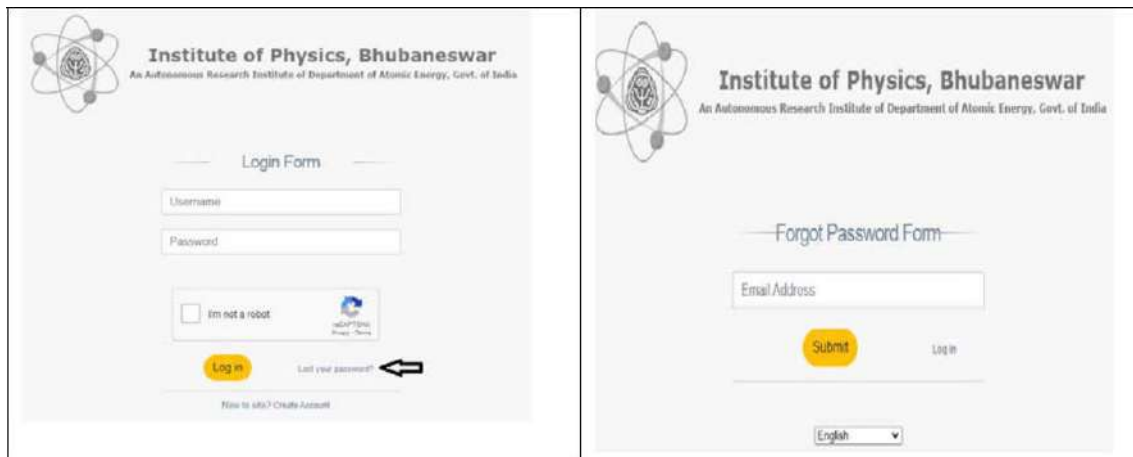 Institute of Physics, Bhubaneswar
An Autonomous Research Institute of Department of Atomic Energy, Govt. of India
Login Form
Username
Password
I'm not a robot
reCAPTCHA
Privacy - Terms
Log in
Lost your password?
New to site? Create Account
Institute of Physics, Bhubaneswar
An Autonomous Research Institute of Department of Atomic Energy, Govt. of India
Forgot Password Form
Email Address
Submit
Log in
English